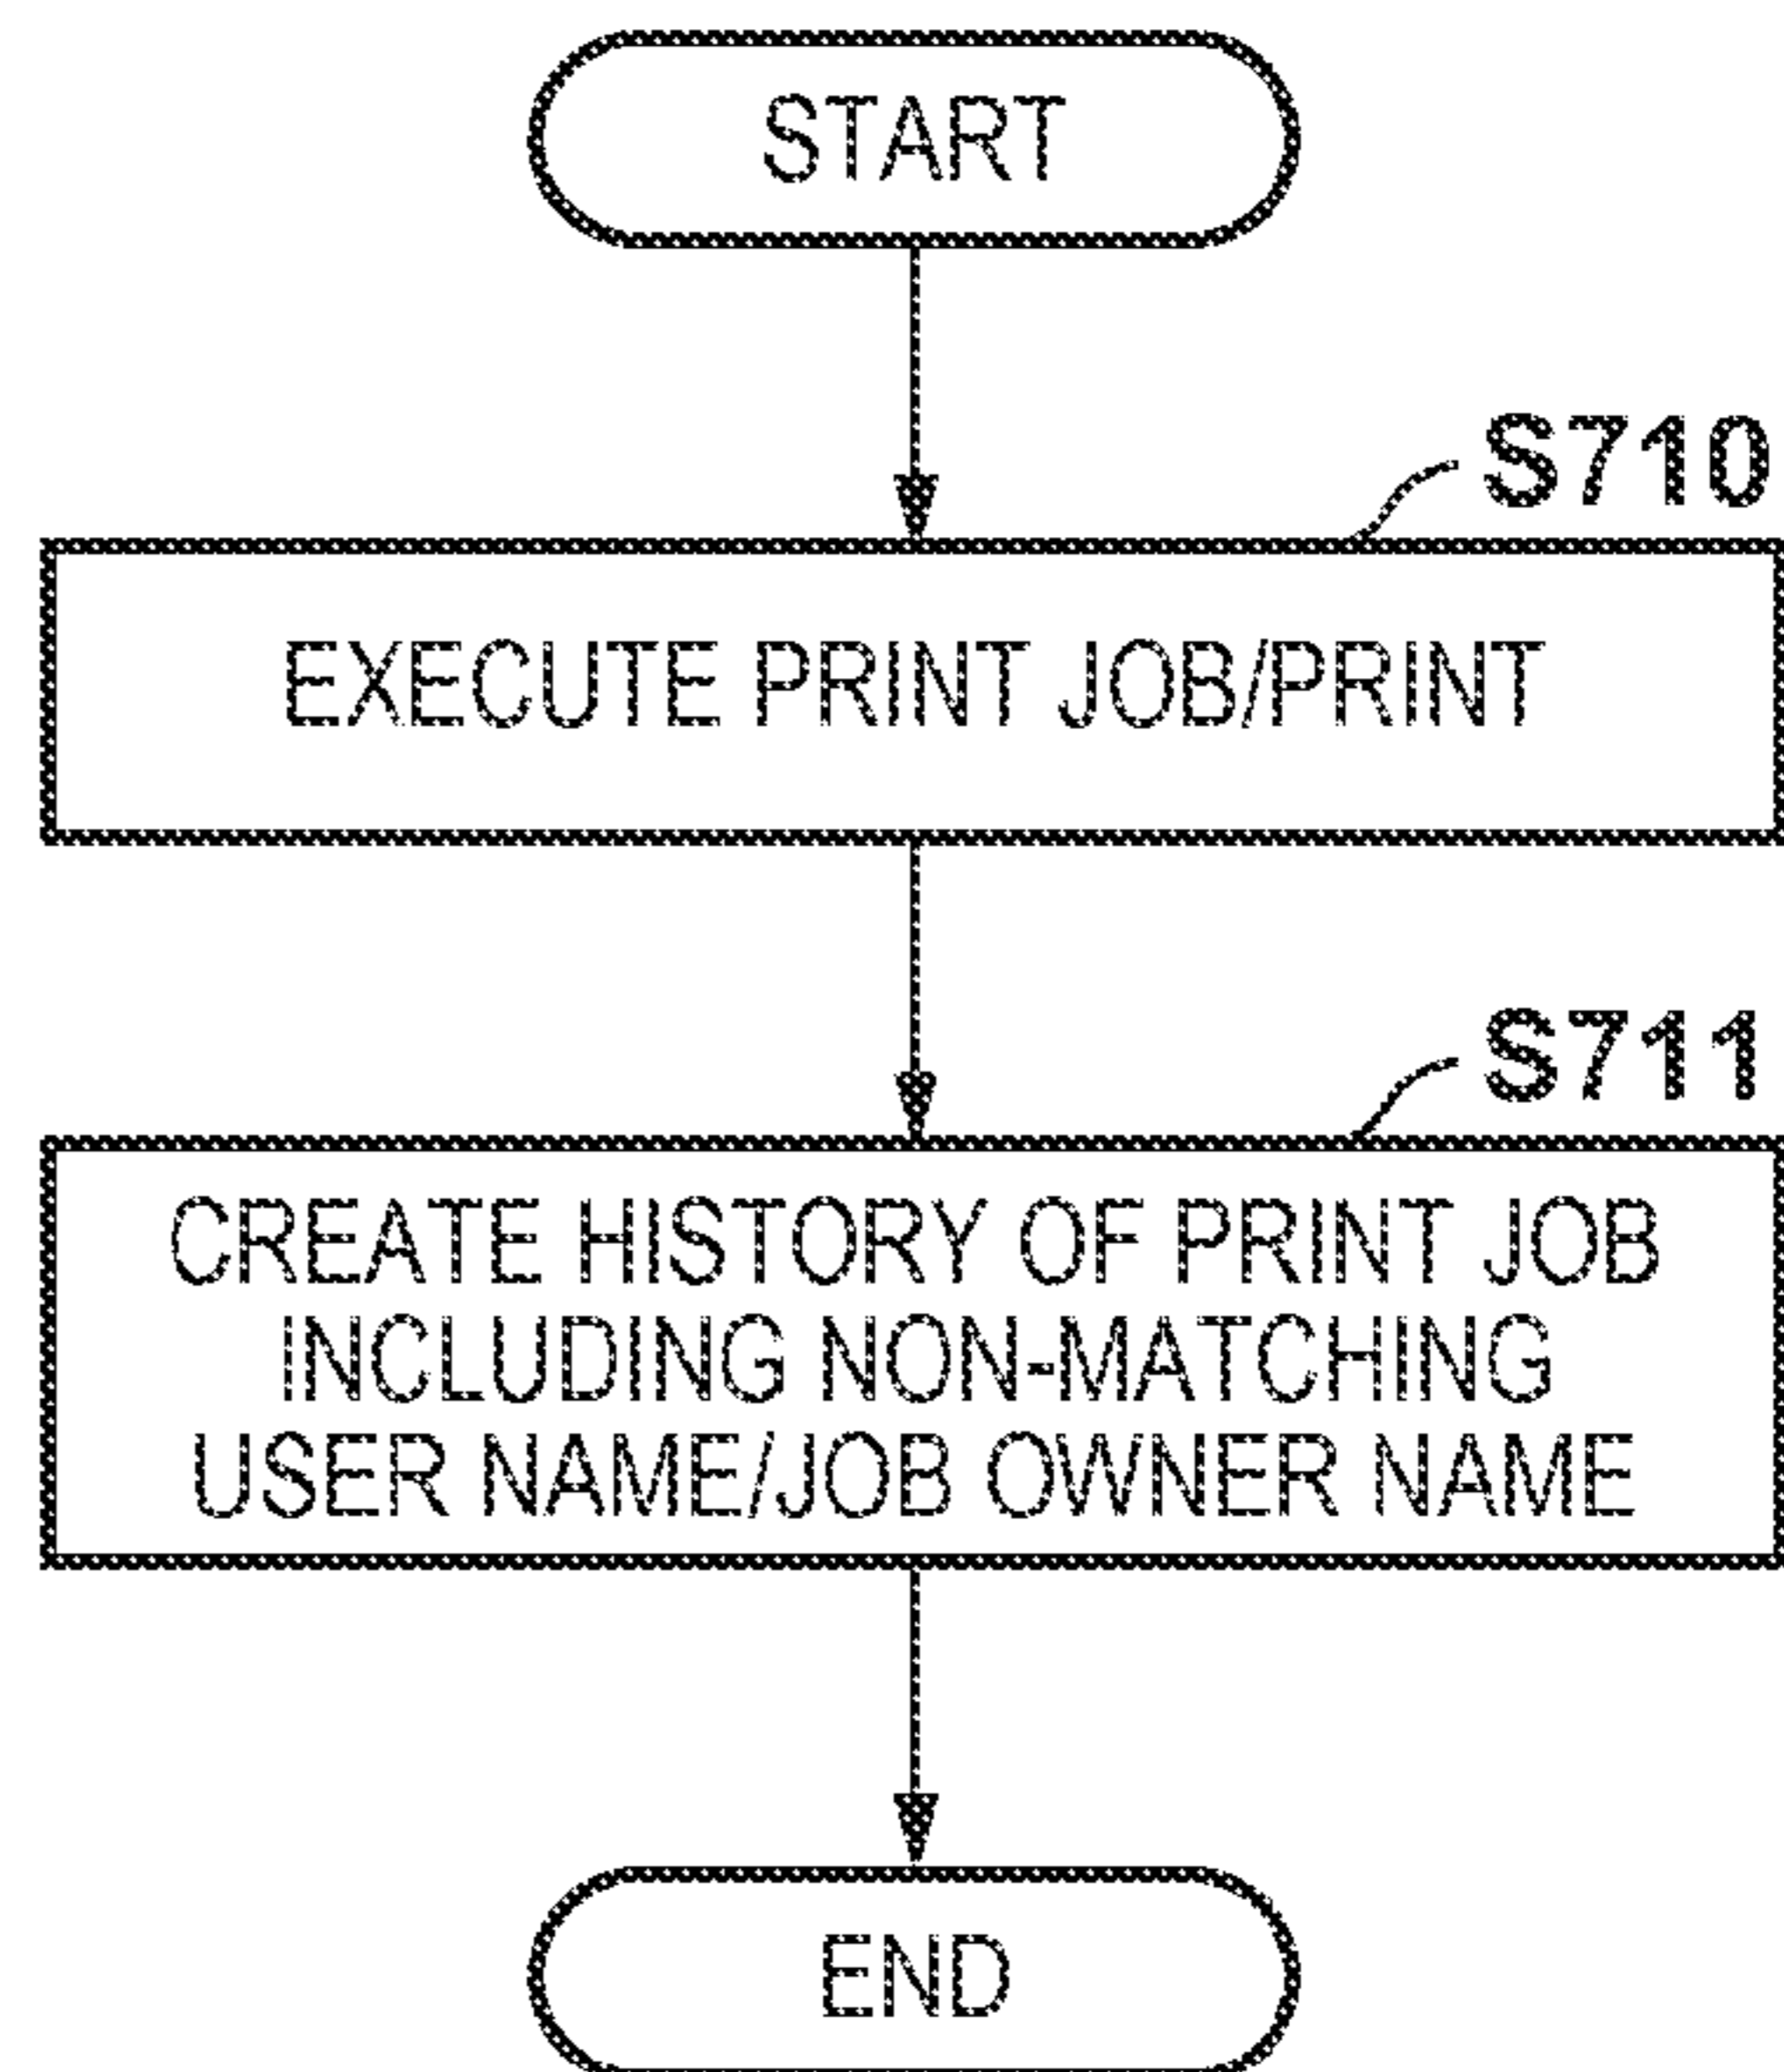 START
S710
EXECUTE PRINT JOB/PRINT
S711
CREATE HISTORY OF PRINT JOB
INCLUDING NON-MATCHING
USER NAME/JOB OWNER NAME
END